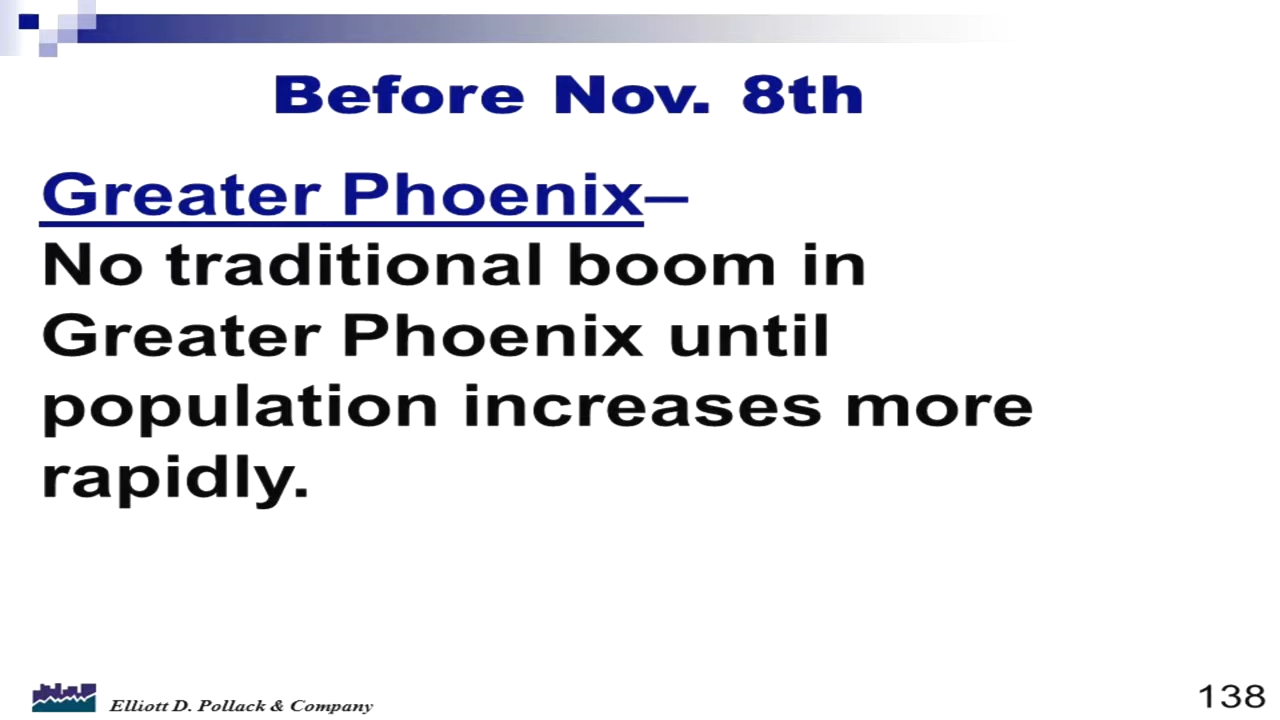 Before Nov. 8th
Greater Phoenix–
No traditional boom in
Greater Phoenix until
population increases more
rapidly.
Elliott D. Pollack & Company
138